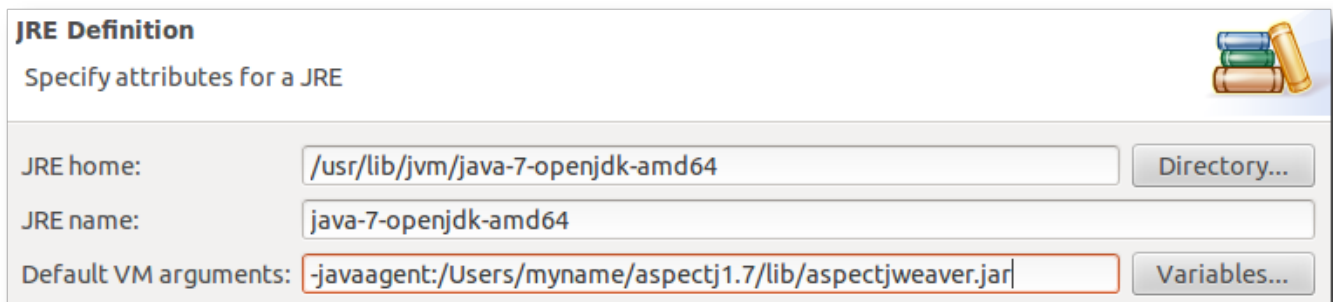 JRE Definition
Specify attributes for a JRE
JRE home: /usr/lib/jvm/java-7-openjdk-amd64 Directory...
JRE name: java-7-openjdk-amd64
Default VM arguments: -javaagent:/Users/myname/aspectj1.7/lib/aspectjweaver.jar Variables...